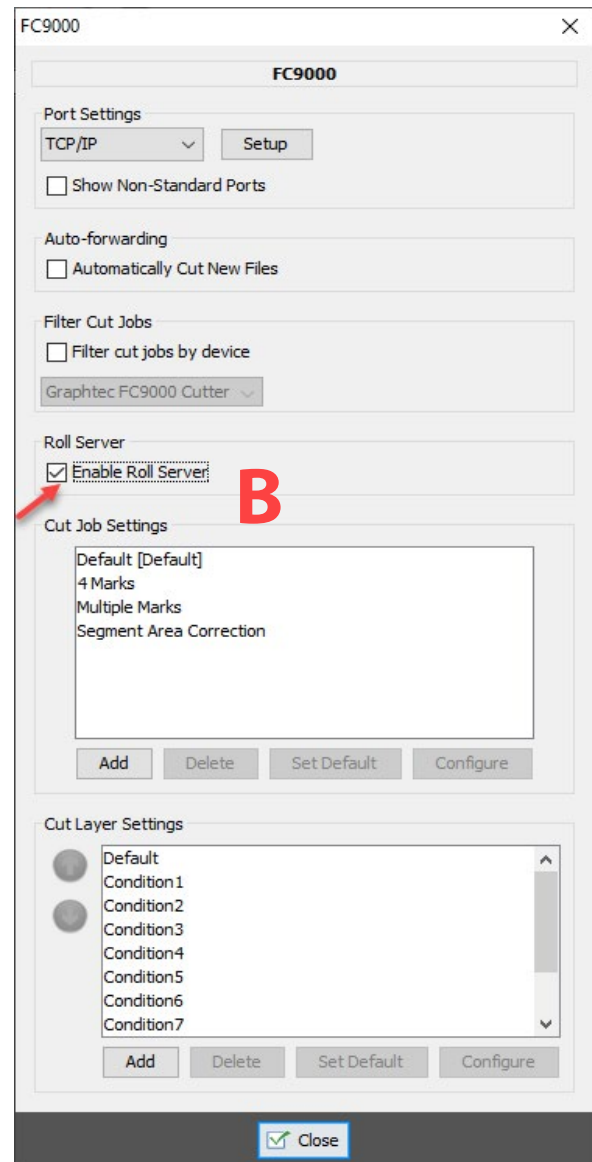 FC9000
FC9000
Port Settings
TCP/IP Setup
Show Non-Standard Ports
Auto-forwarding
Automatically Cut New Files
Filter Cut Jobs
Filter cut jobs by device
Graphtec FC9000 Cutter
Roll Server
Enable Roll Server
B
Cut Job Settings
Default [Default]
4 Marks
Multiple Marks
Segment Area Correction
Add Delete Set Default Configure
Cut Layer Settings
Default
Condition1
Condition2
Condition3
Condition4
Condition5
Condition6
Condition7
Add Delete Set Default Configure
Close